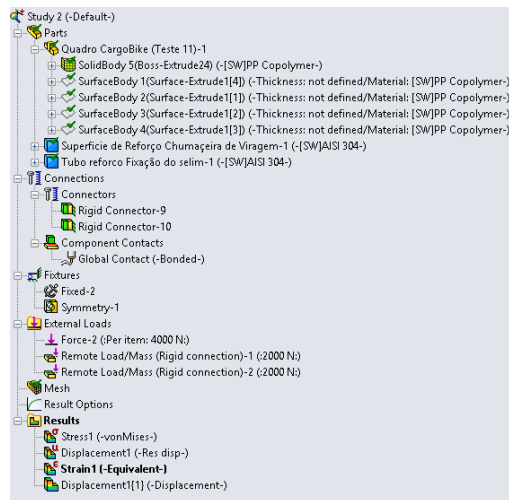 Study 2 (-Default-)
Parts
Quadro CargoBike (Teste 11)-1
SolidBody 5(Boss-Extrude24) (-[SW]PP Copolymer-)
SurfaceBody 1(Surface-Extrude1[4]) (-Thickness: not defined/Material: [SW]PP Copolymer-)
SurfaceBody 2(Surface-Extrude1[1]) (-Thickness: not defined/Material: [SW]PP Copolymer-)
SurfaceBody 3(Surface-Extrude1[2]) (-Thickness: not defined/Material: [SW]PP Copolymer-)
SurfaceBody 4(Surface-Extrude1[3]) (-Thickness: not defined/Material: [SW]PP Copolymer-)
Superficie de Reforço Chumaçeira de Viragem-1 (-[SW]AISI 304-)
Tubo reforco Fixação do selim-1 (-[SW]AISI 304-)
Connections
Connectors
Rigid Connector-9
Rigid Connector-10
Component Contacts
Global Contact (-Bonded-)
Fixtures
Fixed-2
Symmetry-1
External Loads
Force-2 (:Per item: 4000 N:)
Remote Load/Mass (Rigid connection)-1 (:2000 N:)
Remote Load/Mass (Rigid connection)-2 (:2000 N:)
Mesh
Result Options
Results
Stress1 (-vonMises-)
Displacement1 (-Res disp-)
Strain1 (-Equivalent-)
Displacement1{1} (-Displacement-)